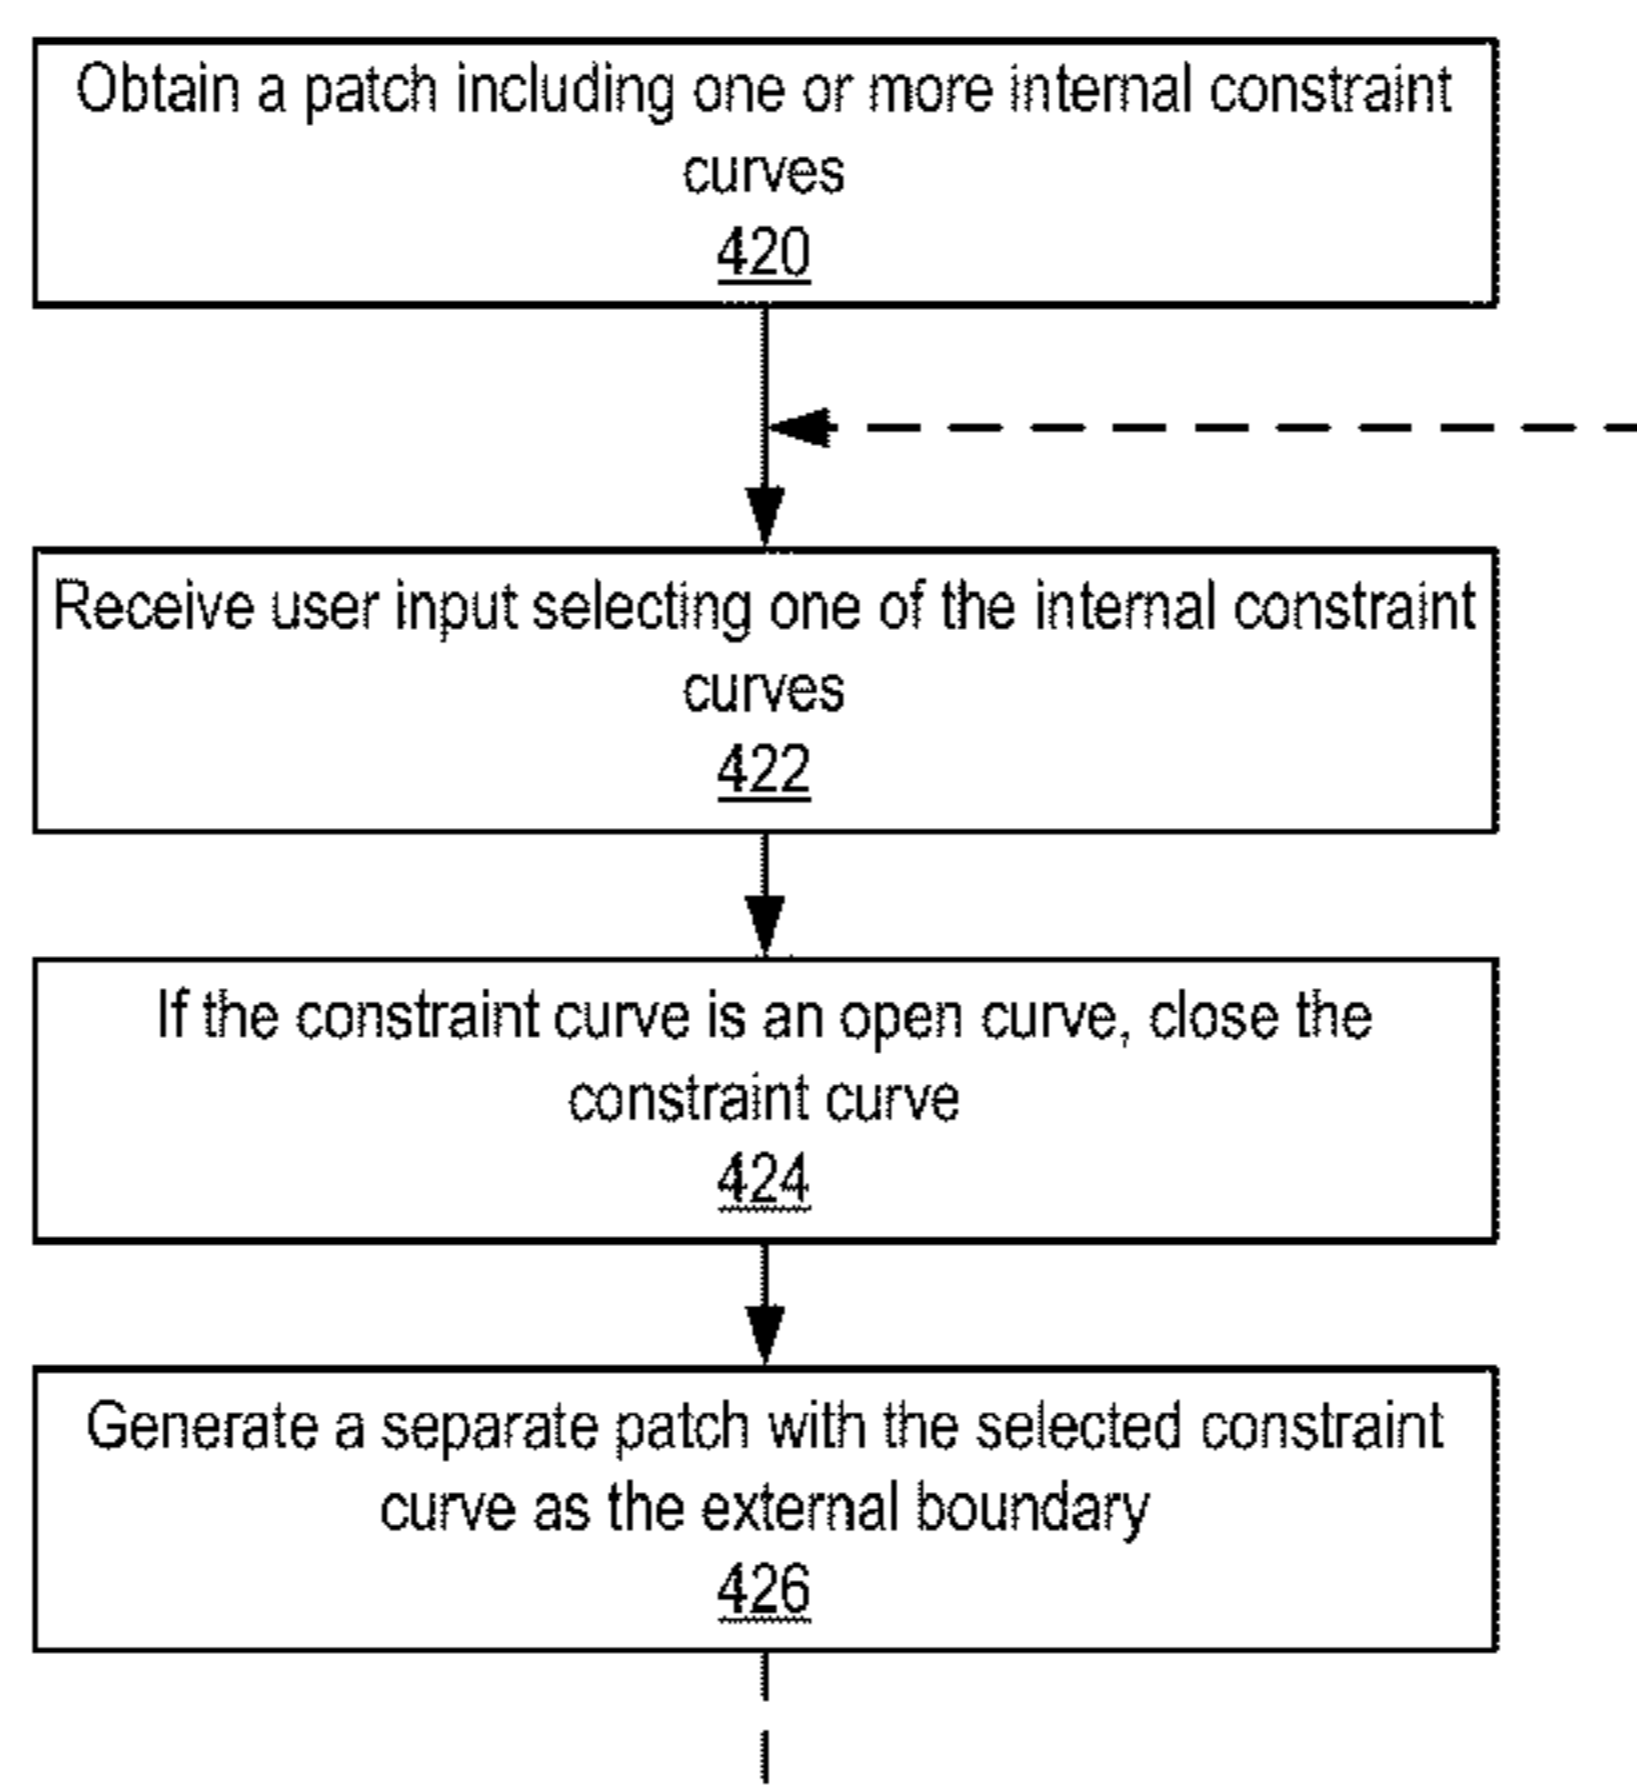 Obtain a patch including one or more internal constraint
curves
420
Receive user input selecting one of the internal constraint
curves
422
If the constraint curve is an open curve, close the
constraint curve
424
Generate a separate patch with the selected constraint
curve as the external boundary
426